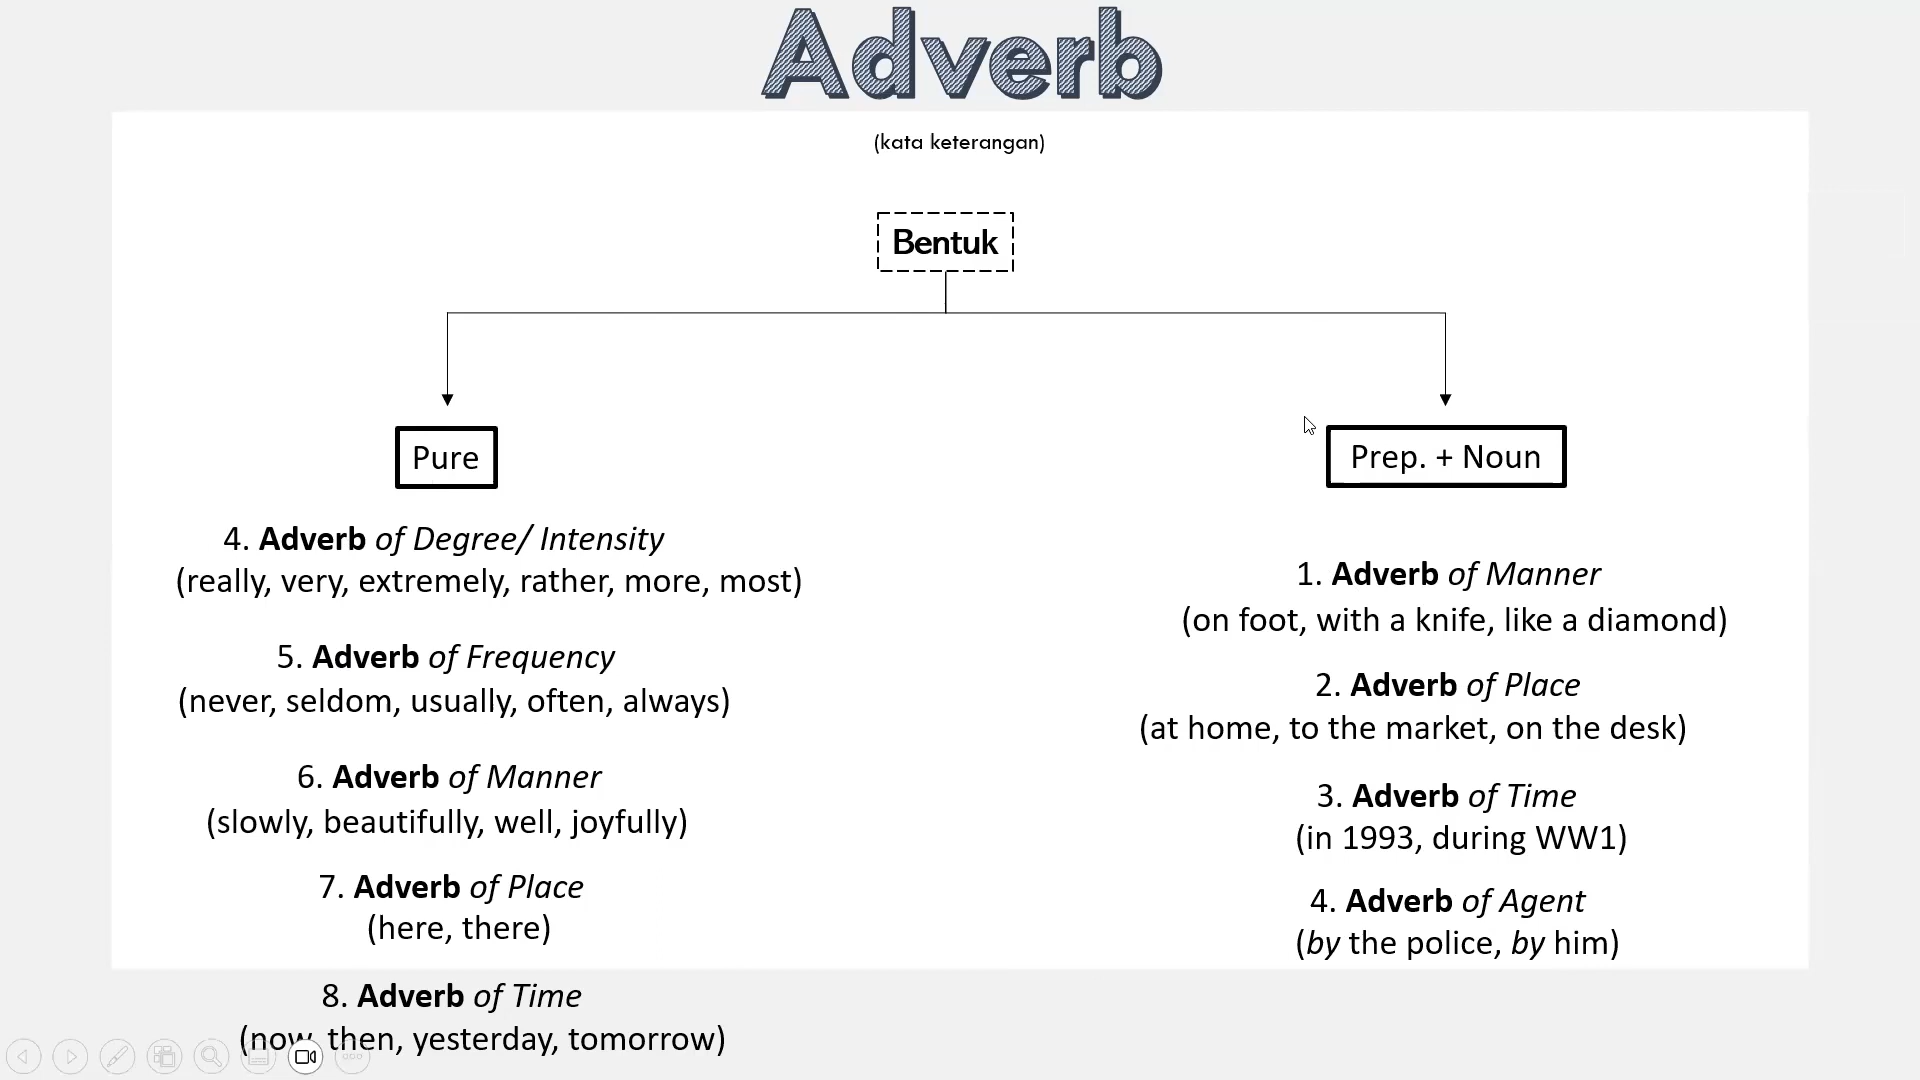 Adverb
(kata keterangan)
Bentuk
Pure
4. Adverb of Degree/ Intensity
(really, very, extremely, rather, more, most)
5. Adverb of Frequency
(never, seldom, usually, often, always)
6. Adverb of Manner
(slowly, beautifully, well, joyfully)
7. Adverb of Place
(here, there)
8. Adverb of Time
(now, then, yesterday, tomorrow)
Prep. + Noun
1. Adverb of Manner
(on foot, with a knife, like a diamond)
2. Adverb of Place
(at home, to the market, on the desk)
3. Adverb of Time
(in 1993, during WW1)
4. Adverb of Agent
(by the police, by him)